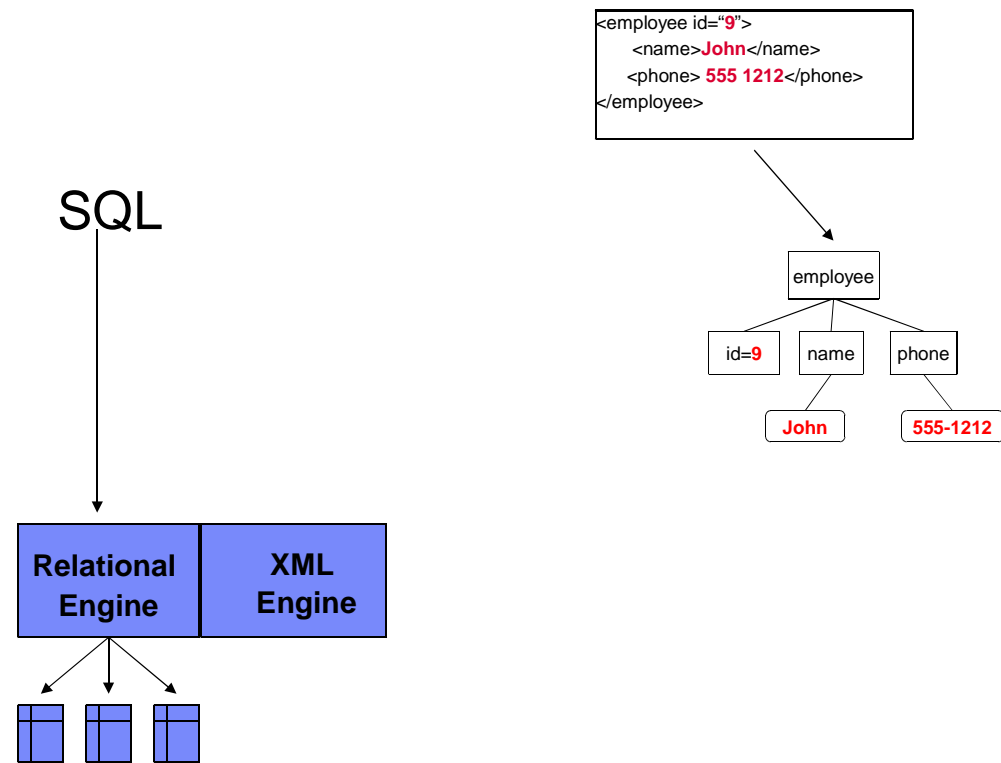 <employee id=“9”>
<name>John</name>
<phone> 555 1212</phone>
</employee>
SQL
employee
id=9
name
phone
John
555-1212
Relational
Engine
XML
Engine